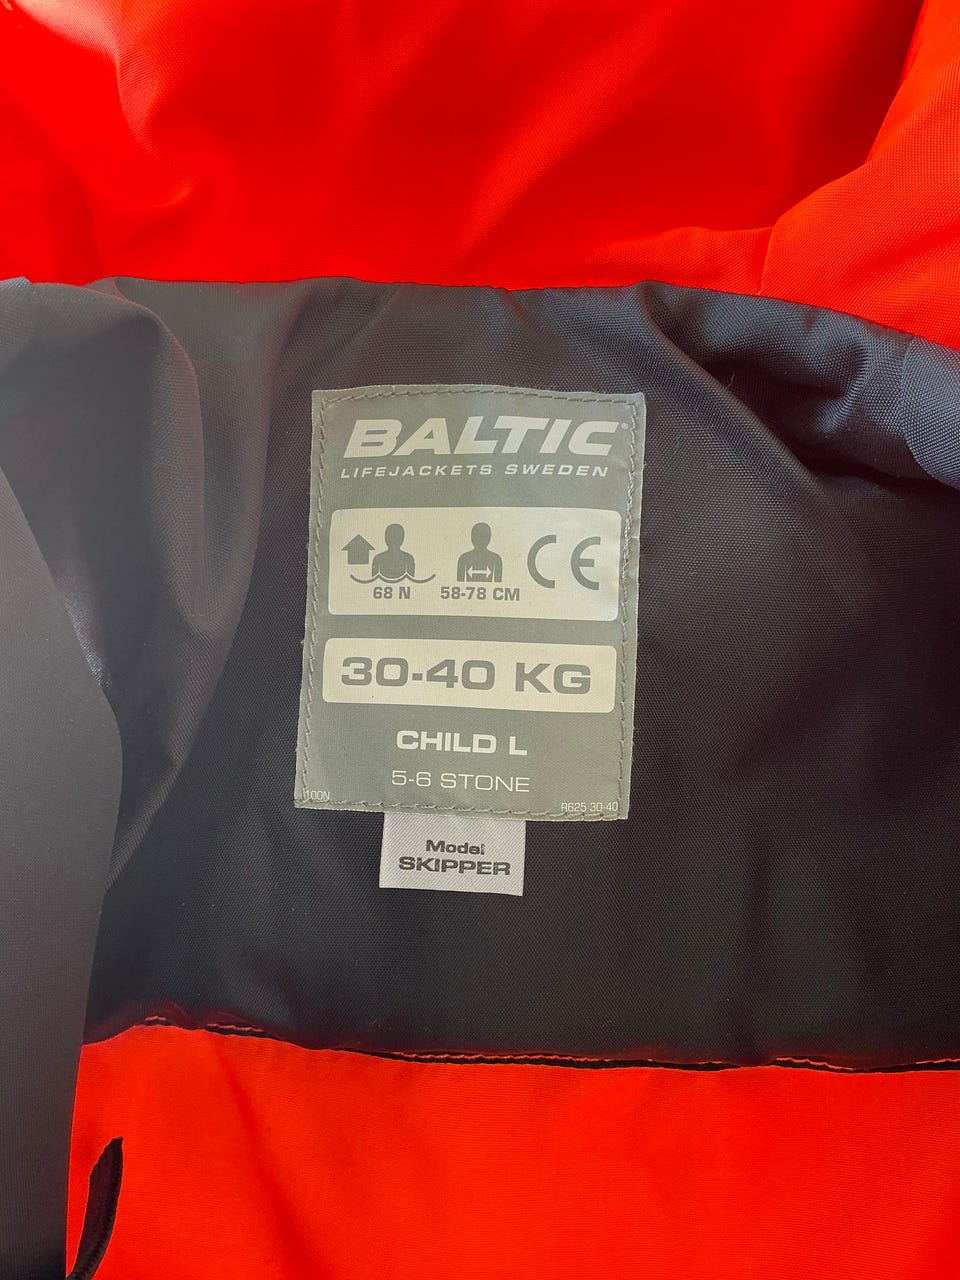 BALTIC®
LIFEJACKETS SWEDEN
68 N 58-78 CM CE
30-40 KG
CHILD L
5-6 STONE
100N R625 30-40
Model
SKIPPER